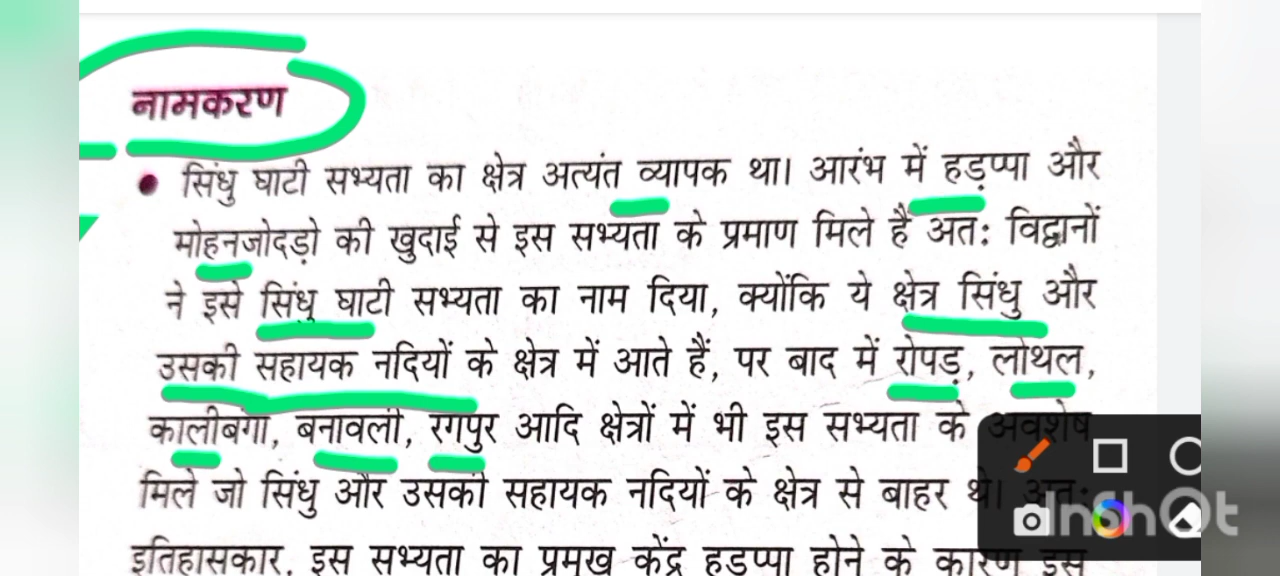 नामकरण
• सिंधु घाटी सभ्यता का क्षेत्र अत्यंत व्यापक था। आरंभ में हड़प्पा और
मोहनजोदड़ो की खुदाई से इस सभ्यता के प्रमाण मिले हैं अत: विद्वानों
ने इसे सिंधु घाटी सभ्यता का नाम दिया, क्योंकि ये क्षेत्र सिंधु और
उसकी सहायक नदियों के क्षेत्र में आते हैं, पर बाद में रोपड़, लोथल,
कालीबंगा, बनावली, रंगपुर आदि क्षेत्रों में भी इस सभ्यता के अवशेष
मिले जो सिंधु और उसकी सहायक नदियों के क्षेत्र से बाहर थे। अत:
इतिहासकार, इस सभ्यता का प्रमुख केंद्र हड़प्पा होने के कारण इस
InShOt